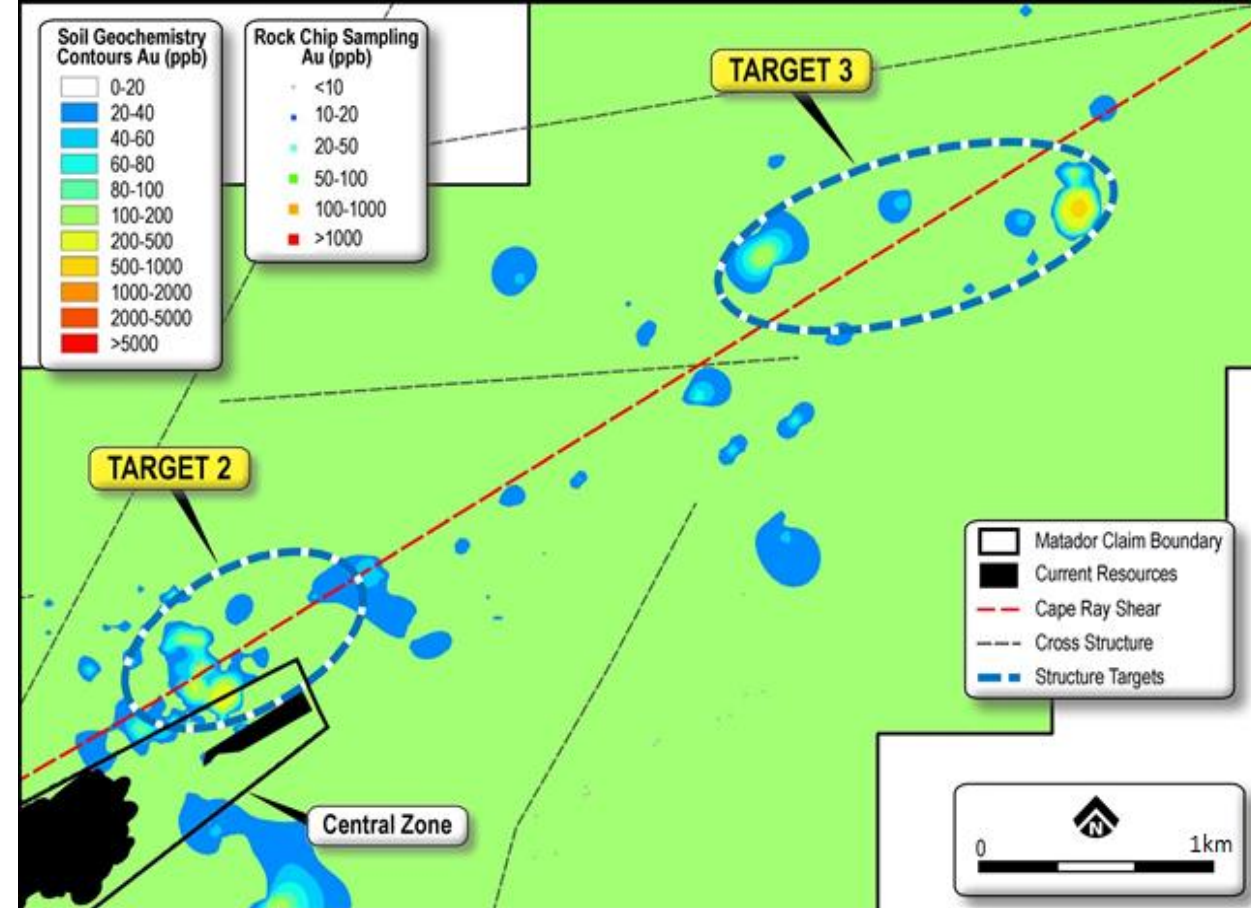 Soil Geochemistry
Contours Au (ppb)
0-20
20-40
40-60
60-80
80-100
100-200
200-500
500-1000
1000-2000
2000-5000
>5000
Rock Chip Sampling
Au (ppb)
<10
10-20
20-50
50-100
100-1000
>1000
TARGET 3
TARGET 2
Matador Claim Boundary
Current Resources
Cape Ray Shear
Cross Structure
Structure Targets
Central Zone
N
0 1km